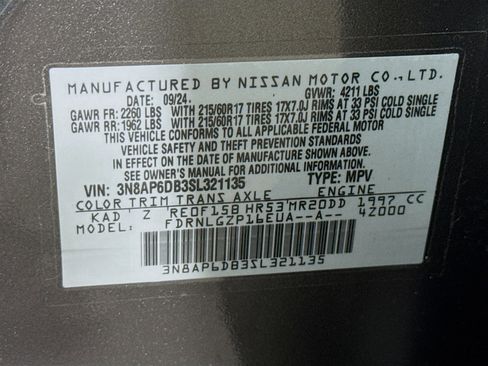 MANUFACTURED BY NISSAN MOTOR CO.,LTD.
DATE: 09/24. GVWR: 4211 LBS
GAWR FR: 2260 LBS WITH 215/60R17 TIRES 17X7.0J RIMS AT 33 PSI COLD SINGLE
GAWR RR: 1962 LBS WITH 215/60R17 TIRES 17X7.0J RIMS AT 33 PSI COLD SINGLE
THIS VEHICLE CONFORMS TO ALL APPLICABLE FEDERAL MOTOR
VEHICLE SAFETY AND THEFT PREVENTION STANDARDS IN
EFFECT ON THE DATE OF MANUFACTURE SHOWN ABOVE.
SEE OWNER'S MANUAL FOR ADDITIONAL INFORMATION.
VIN: 3N8AP6DB3SL321135 TYPE: MPV
COLOR TRIM TRANS AXLE ENGINE
KAD Z RE0F15B HR53 MR20DD 1997 CC
MODEL: FDRNLGZP16EUA--A-- 4Z000
3N8AP6DB3SL321135